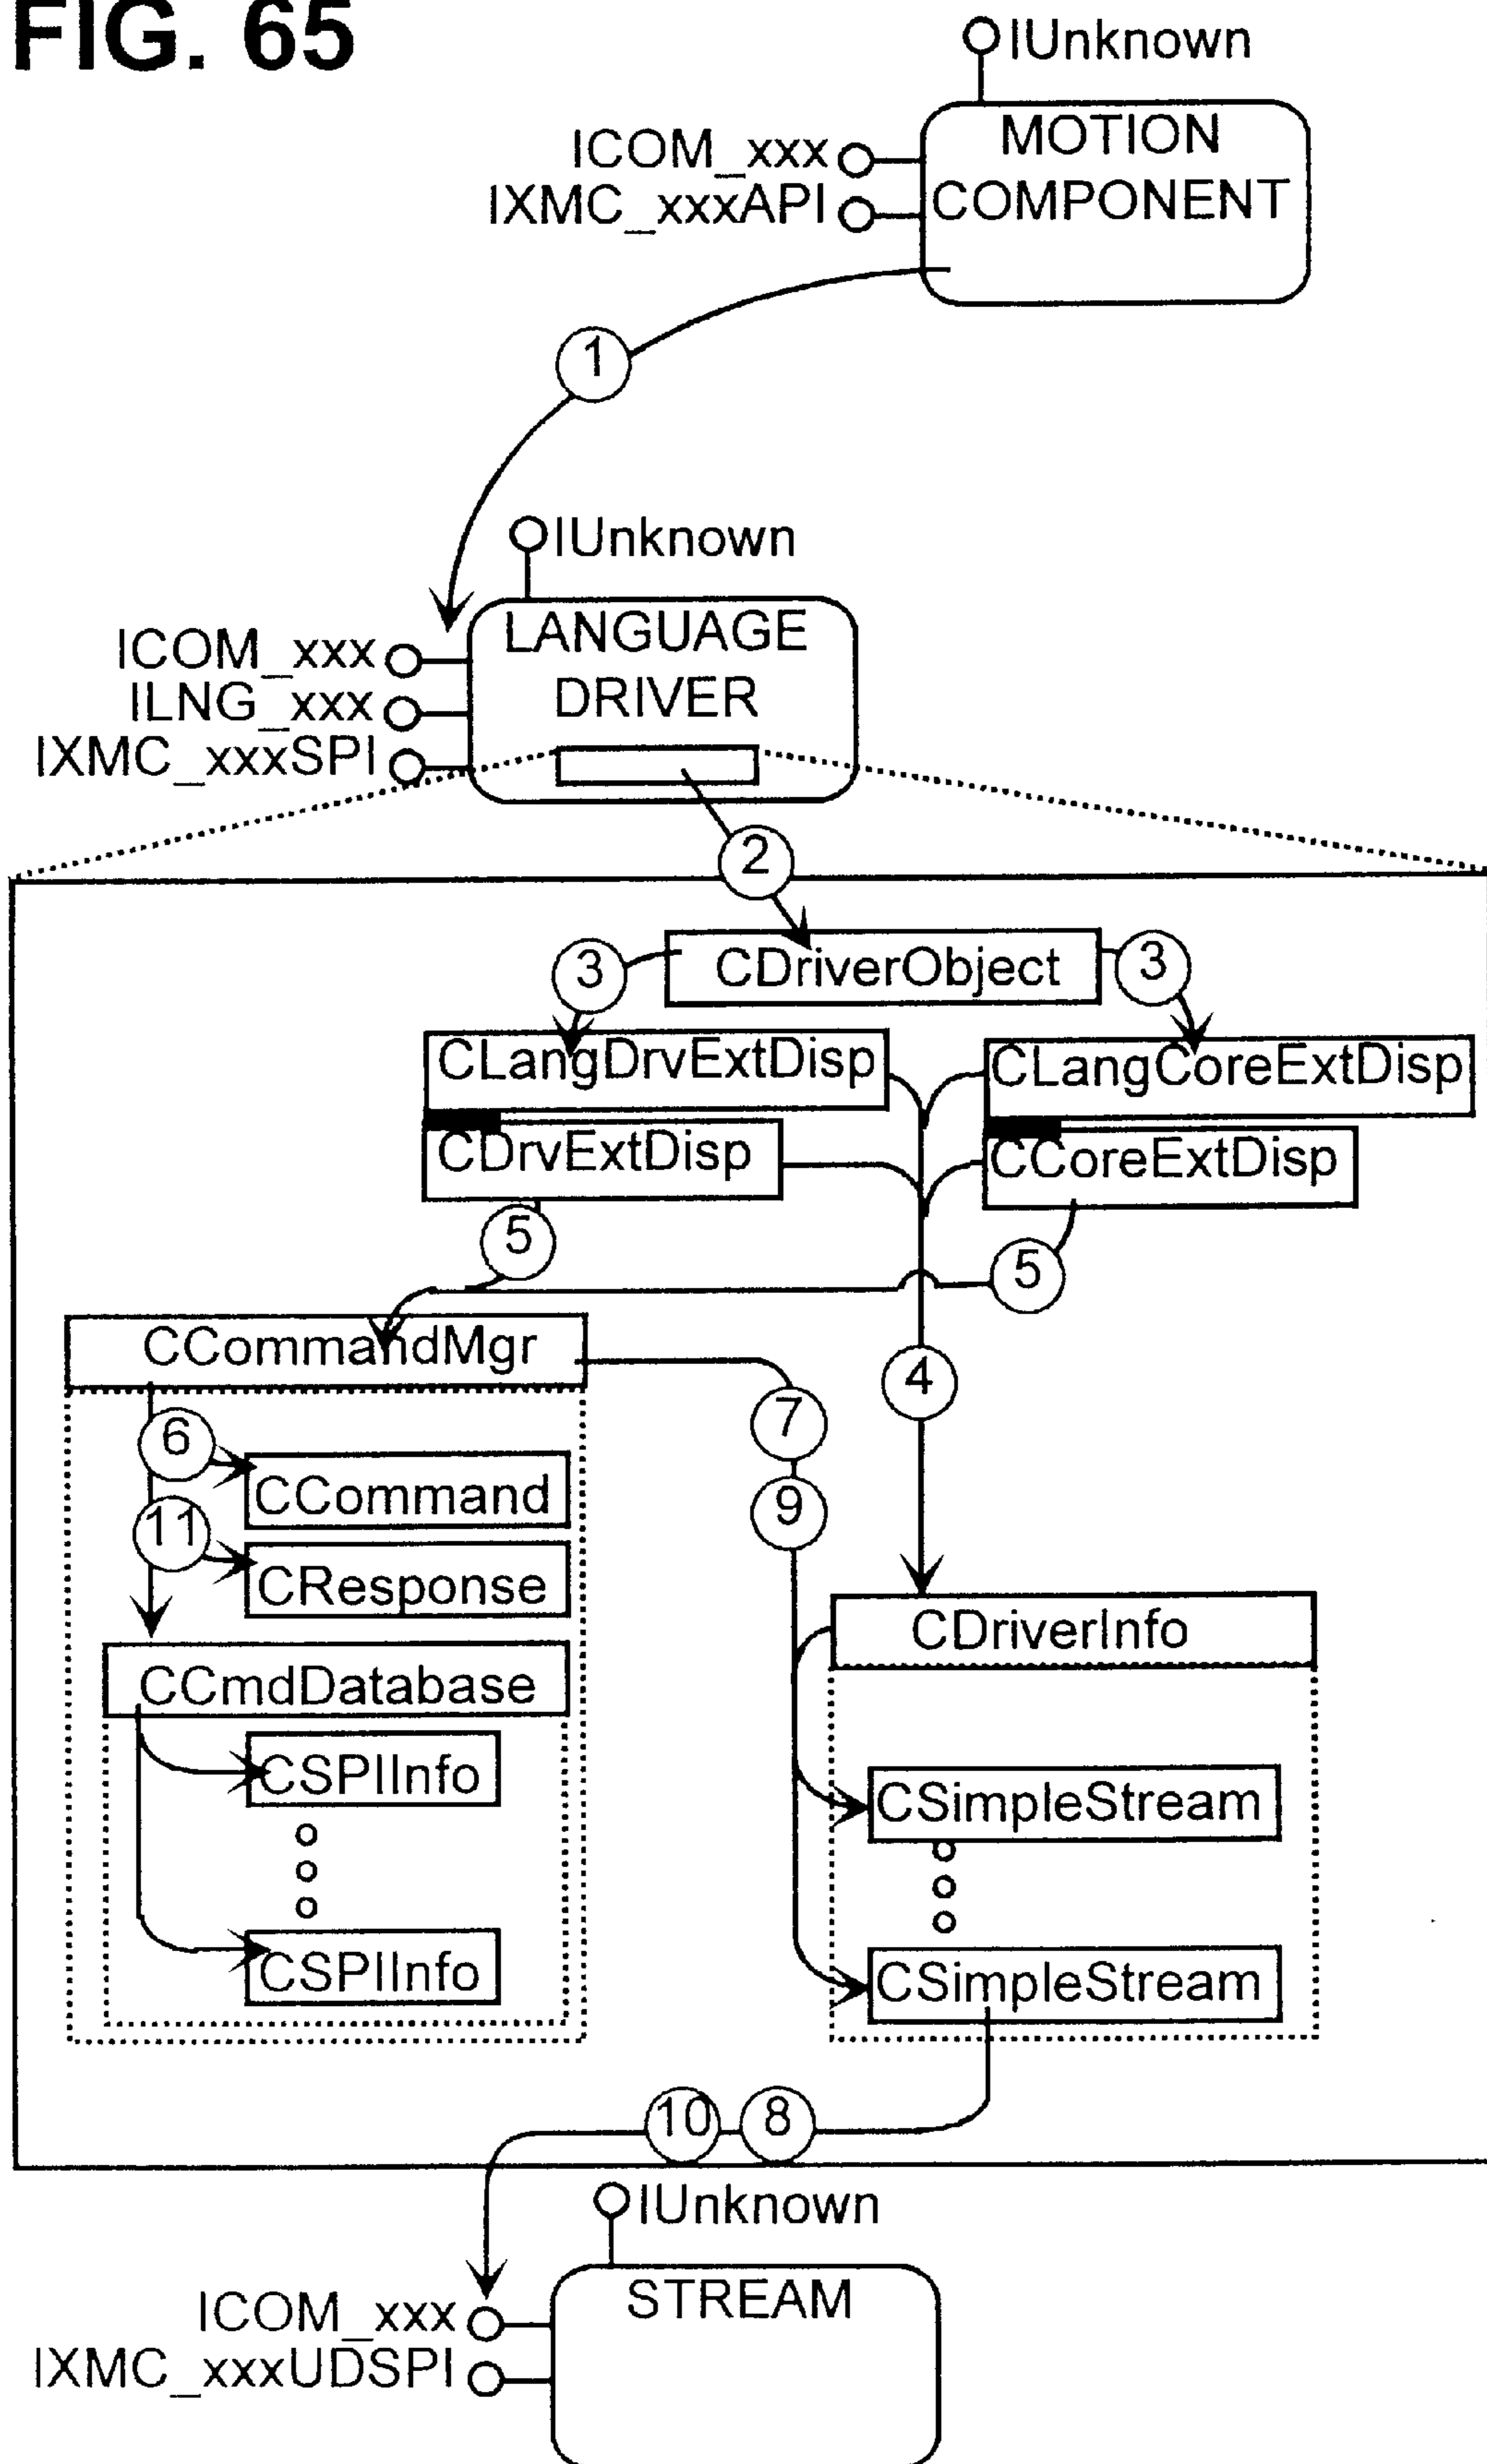 FIG. 65
IUnknown
MOTION
COMPONENT
ICOM_xxx
IXMC_xxxAPI
1
IUnknown
LANGUAGE
DRIVER
ICOM_xxx
ILNG_xxx
IXMC_xxxSPI
2
CDriverObject
3
3
CLangDrvExtDisp
CLangCoreExtDisp
CDrvExtDisp
CCoreExtDisp
5
5
CCommandMgr
4
7
6
CCommand
9
11
CResponse
CDriverInfo
CCmdDatabase
CSPIInfo
CSimpleStream
CSPIInfo
CSimpleStream
10
8
IUnknown
STREAM
ICOM_xxx
IXMC_xxxUDSPI